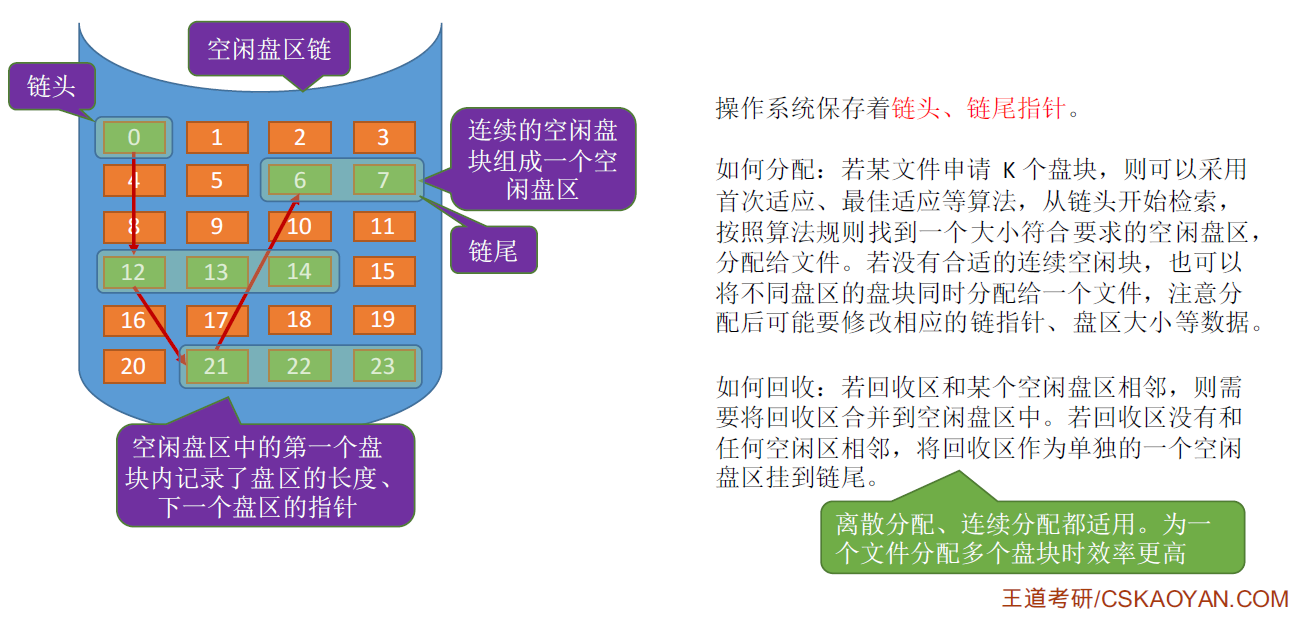 空闲盘区链
链头
0 1 2 3
4 5 6 7
8 9 10 11
12 13 14 15
16 17 18 19
20 21 22 23
连续的空闲盘
块组成一个空
闲盘区
链尾
空闲盘区中的第一个盘
块内记录了盘区的长度、
下一个盘区的指针
操作系统保存着链头、链尾指针。
如何分配：若某文件申请 K 个盘块，则可以采用
首次适应、最佳适应等算法，从链头开始检索，
按照算法规则找到一个大小符合要求的空闲盘区，
分配给文件。若没有合适的连续空闲块，也可以
将不同盘区的盘块同时分配给一个文件，注意分
配后可能要修改相应的链指针、盘区大小等数据。
如何回收：若回收区和某个空闲盘区相邻，则需
要将回收区合并到空闲盘区中。若回收区没有和
任何空闲区相邻，将回收区作为单独的一个空闲
盘区挂到链尾。
离散分配、连续分配都适用。为一
个文件分配多个盘块时效率更高
王道考研/CSKAOYAN.COM